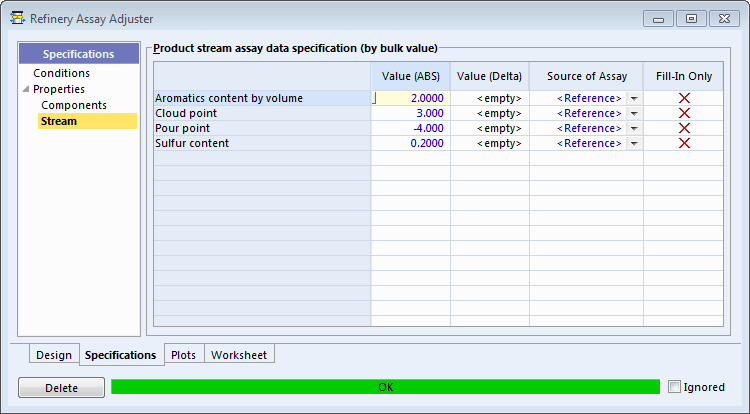 Refinery Assay Adjuster
Specifications
Conditions
Properties
Components
Stream
Product stream assay data specification (by bulk value)
Value (ABS) Value (Delta) Source of Assay Fill-In Only
Aromatics content by volume 2.0000 <empty> <Reference>
Cloud point 3.000 <empty> <Reference>
Pour point -4.000 <empty> <Reference>
Sulfur content 0.2000 <empty> <Reference>
Design Specifications Plots Worksheet
Delete OK Ignored